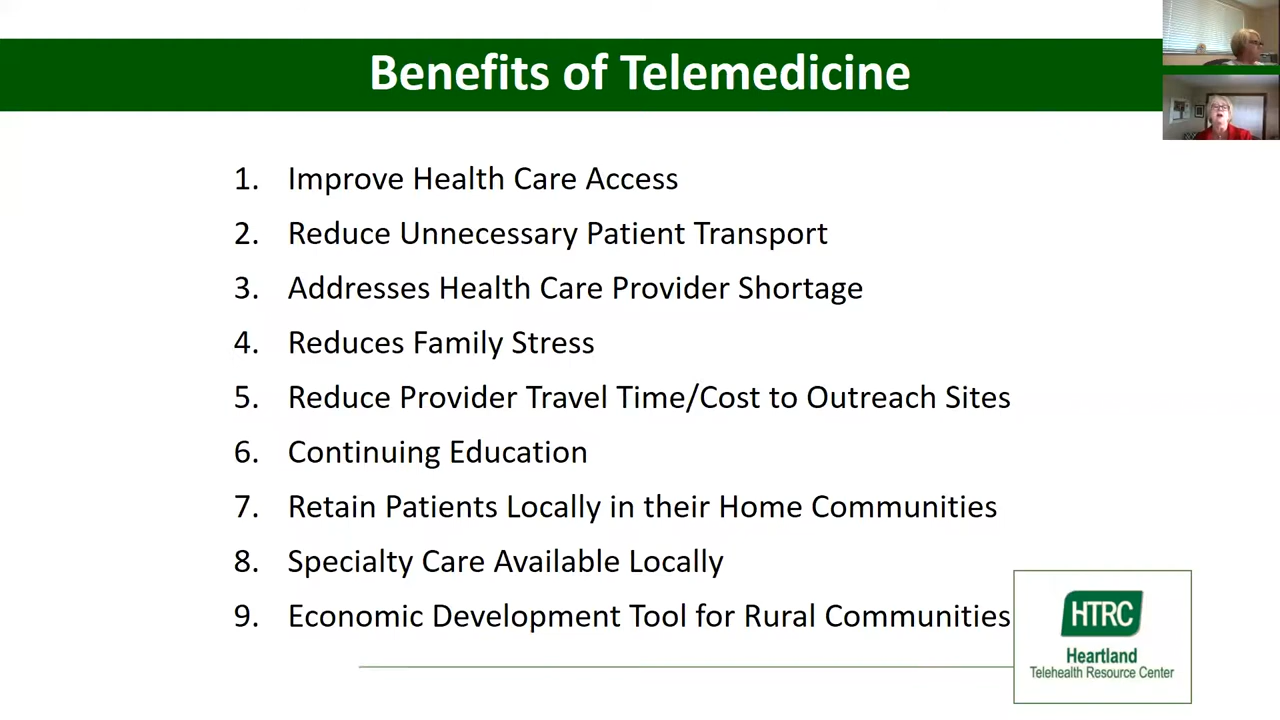 Benefits of Telemedicine
1. Improve Health Care Access
2. Reduce Unnecessary Patient Transport
3. Addresses Health Care Provider Shortage
4. Reduces Family Stress
5. Reduce Provider Travel Time/Cost to Outreach Sites
6. Continuing Education
7. Retain Patients Locally in their Home Communities
8. Specialty Care Available Locally
9. Economic Development Tool for Rural Communities
HTRC
Heartland
Telehealth Resource Center